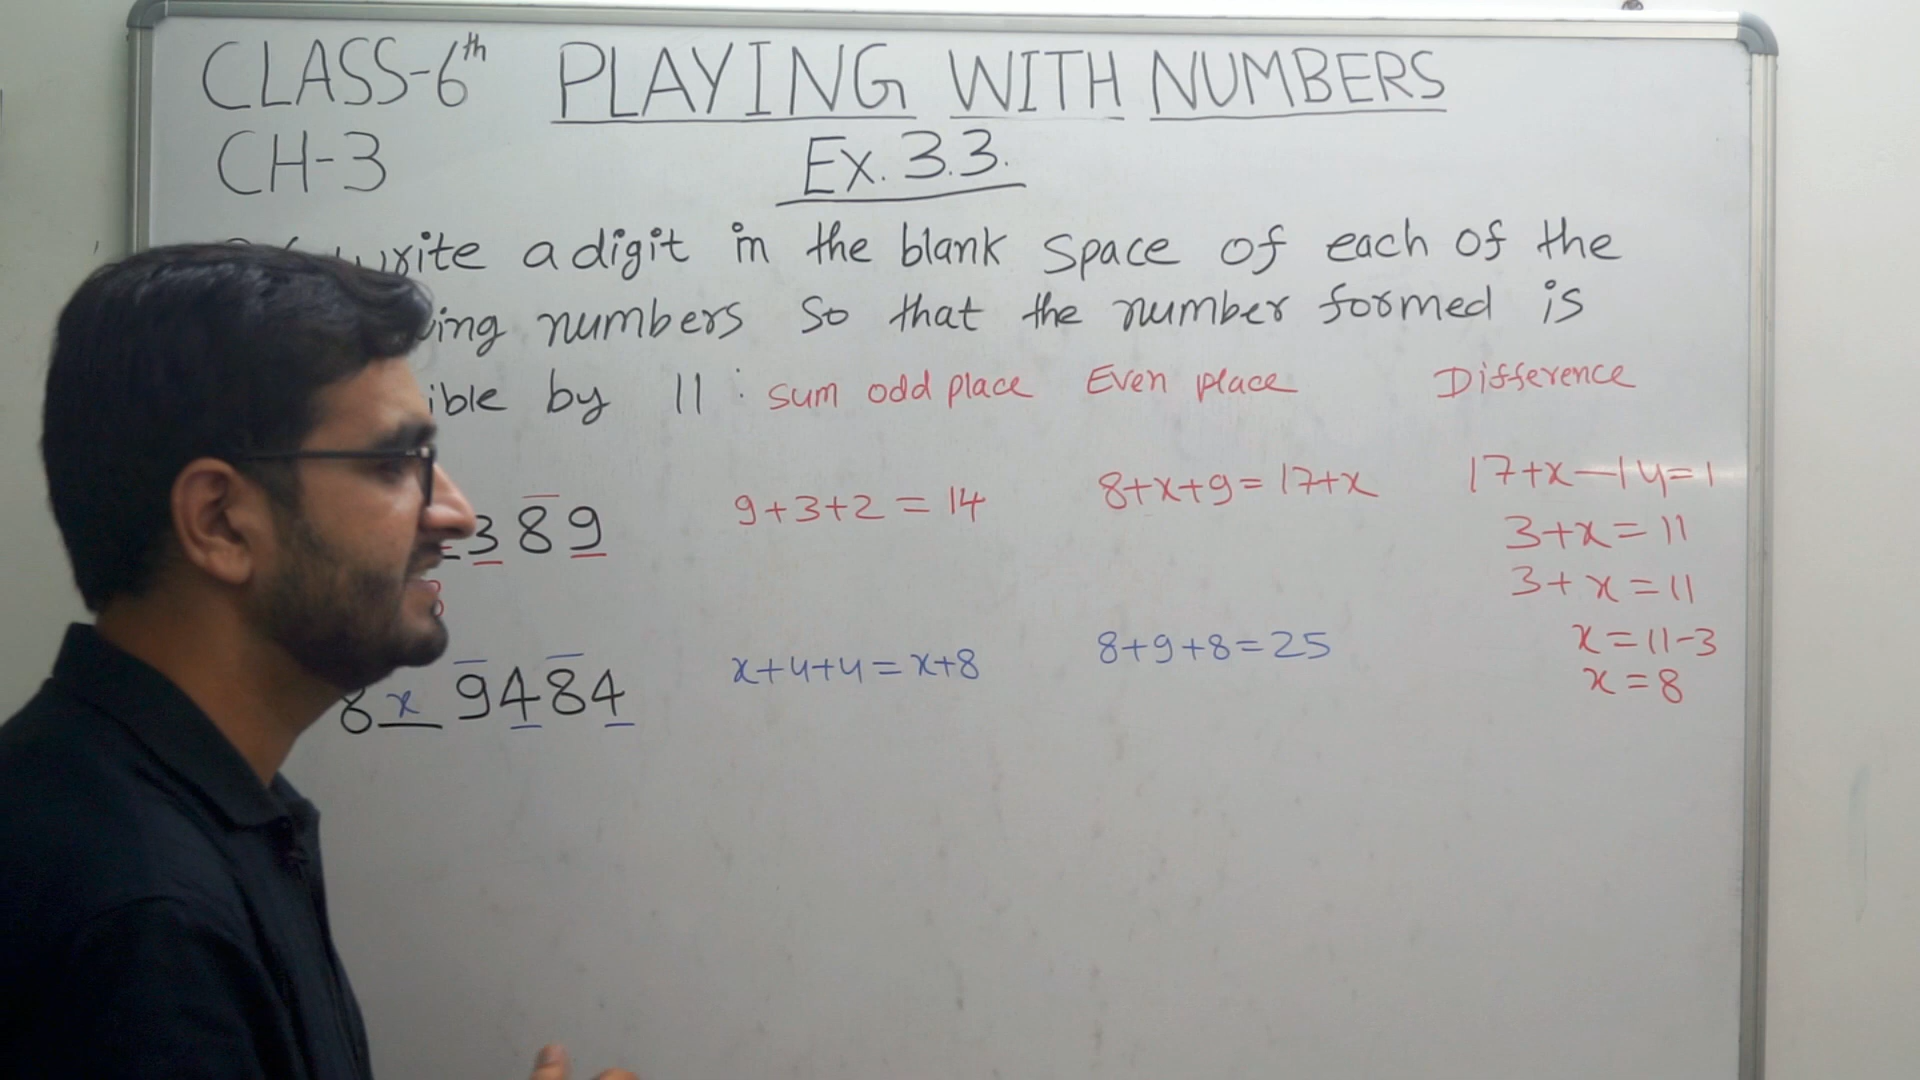 CLASS-6th PLAYING WITH NUMBERS
CH-3 Ex. 3.3.
write a digit in the blank space of each of the
ing numbers so that the number formed is
ible by 11 : sum odd place Even place Difference
389 9+3+2 = 14 8+x+9 = 17+x 17+x-14=1
3+x = 11
3+x = 11
8 x 9484 x+4+4 = x+8 8+9+8=25 x = 11-3
x = 8